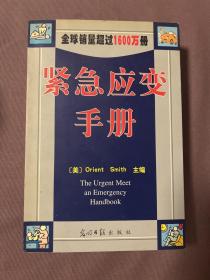 全球销量超过1600万册
紧急应变
手册
〔美〕Orient Smith 主编
The Urgent Meet
an Emergency
Handbook
光明日报出版社